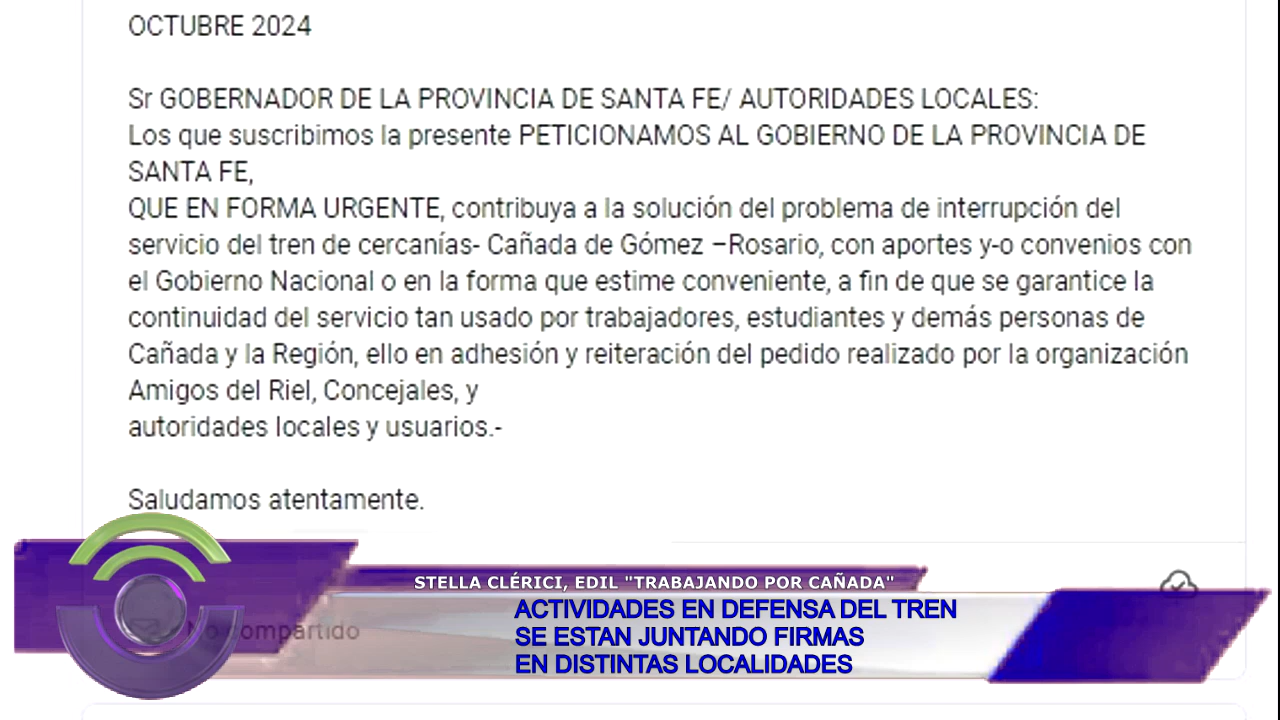 OCTUBRE 2024
Sr GOBERNADOR DE LA PROVINCIA DE SANTA FE/ AUTORIDADES LOCALES:
Los que suscribimos la presente PETICIONAMOS AL GOBIERNO DE LA PROVINCIA DE
SANTA FE,
QUE EN FORMA URGENTE, contribuya a la solución del problema de interrupción del
servicio del tren de cercanías- Cañada de Gómez –Rosario, con aportes y-o convenios con
el Gobierno Nacional o en la forma que estime conveniente, a fin de que se garantice la
continuidad del servicio tan usado por trabajadores, estudiantes y demás personas de
Cañada y la Región, ello en adhesión y reiteración del pedido realizado por la organización
Amigos del Riel, Concejales, y
autoridades locales y usuarios.-
Saludamos atentamente.
STELLA CLÉRICI, EDIL "TRABAJANDO POR CAÑADA"
ACTIVIDADES EN DEFENSA DEL TREN
No compartido
SE ESTAN JUNTANDO FIRMAS
EN DISTINTAS LOCALIDADES